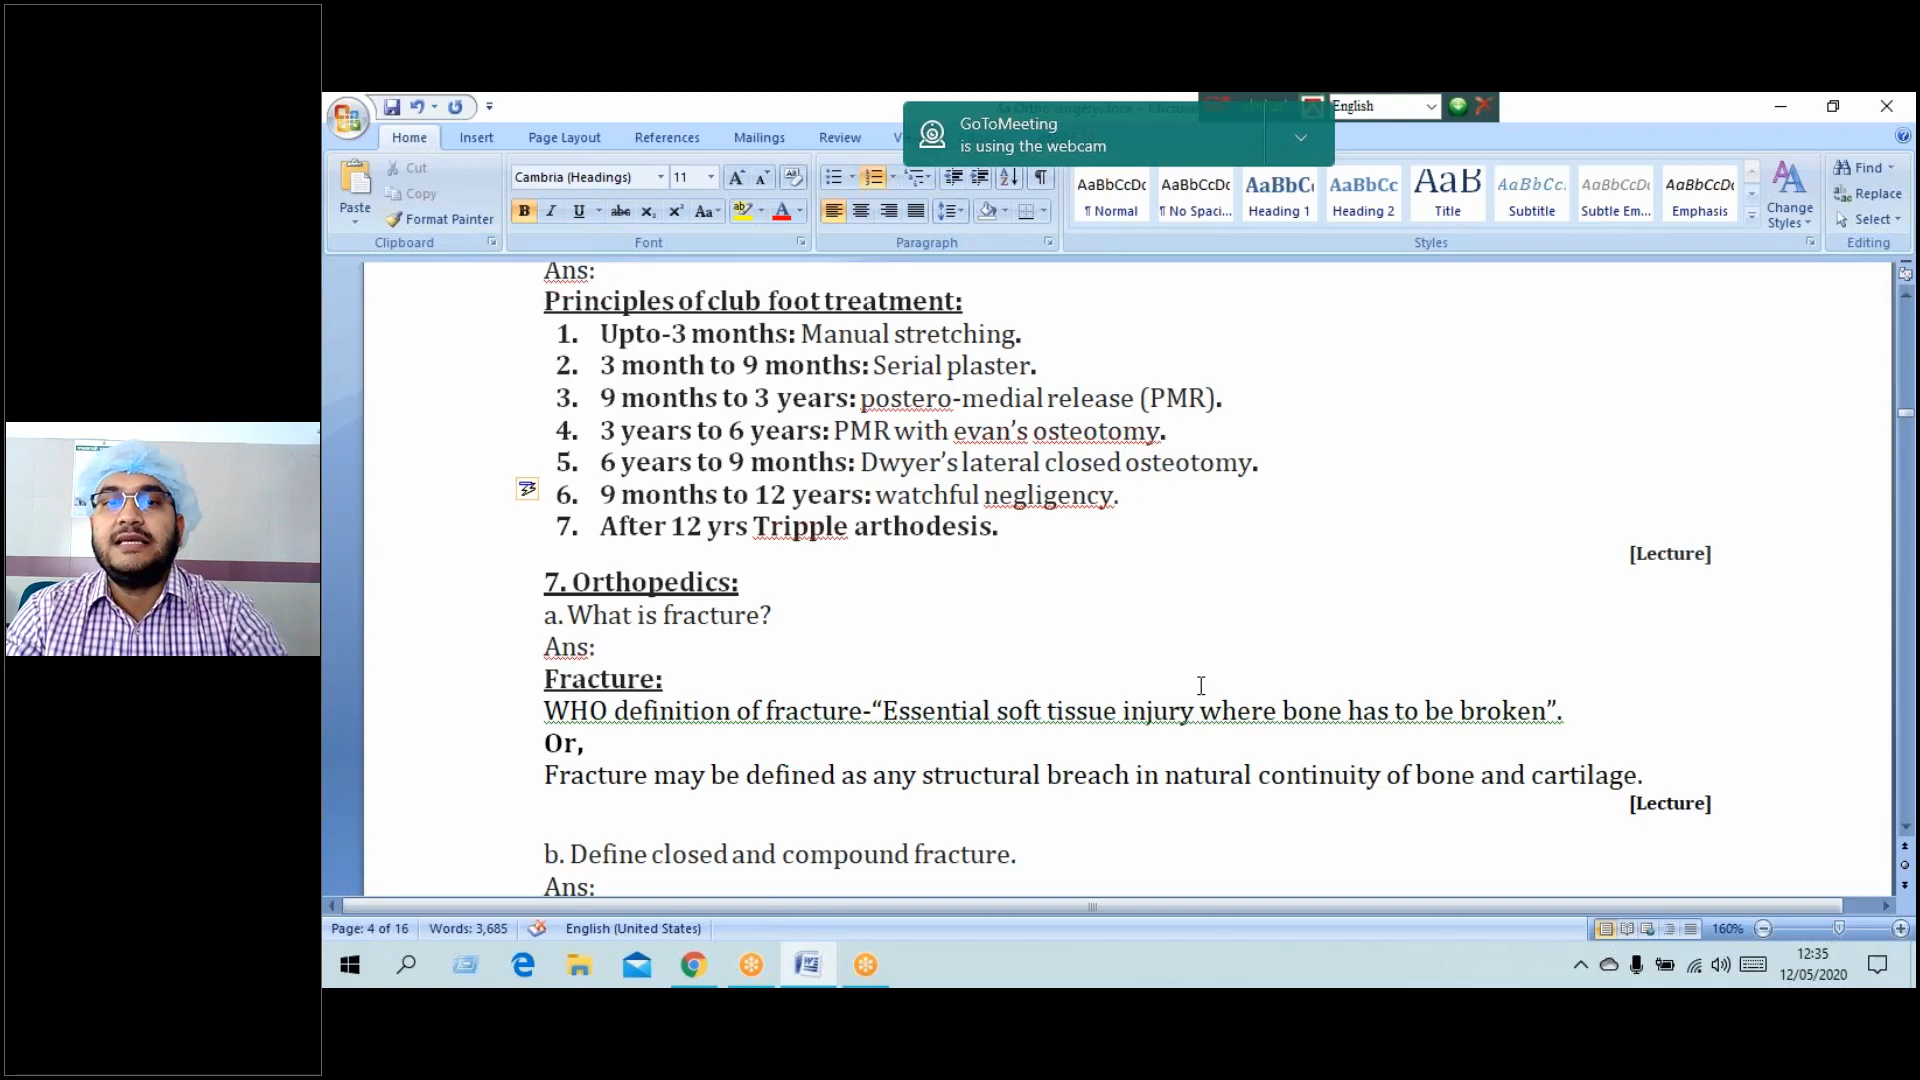 English
GoToMeeting
is using the webcam
Home Insert Page Layout References Mailings Review
Cut
Copy
Format Painter
Paste
Clipboard
Cambria (Headings) 11
Font
Paragraph
AaBbCcDc AaBbCcDc AaBbC AaBbCc AaB AaBbCc. AaBbCcDc AaBbCcDc
¶ Normal ¶ No Spaci... Heading 1 Heading 2 Title Subtitle Subtle Em... Emphasis
Styles
Change
Styles
Find
Replace
Select
Editing
Ans:
Principles of club foot treatment:
1. Upto-3 months: Manual stretching.
2. 3 month to 9 months: Serial plaster.
3. 9 months to 3 years: postero-medial release (PMR).
4. 3 years to 6 years: PMR with evan’s osteotomy.
5. 6 years to 9 months: Dwyer’s lateral closed osteotomy.
6. 9 months to 12 years: watchful negligency.
7. After 12 yrs Tripple arthodesis.
[Lecture]
7. Orthopedics:
a. What is fracture?
Ans:
Fracture:
WHO definition of fracture-“Essential soft tissue injury where bone has to be broken”.
Or,
Fracture may be defined as any structural breach in natural continuity of bone and cartilage.
[Lecture]
b. Define closed and compound fracture.
Ans:
Page: 4 of 16 Words: 3,685 English (United States) 160%
12:35
12/05/2020